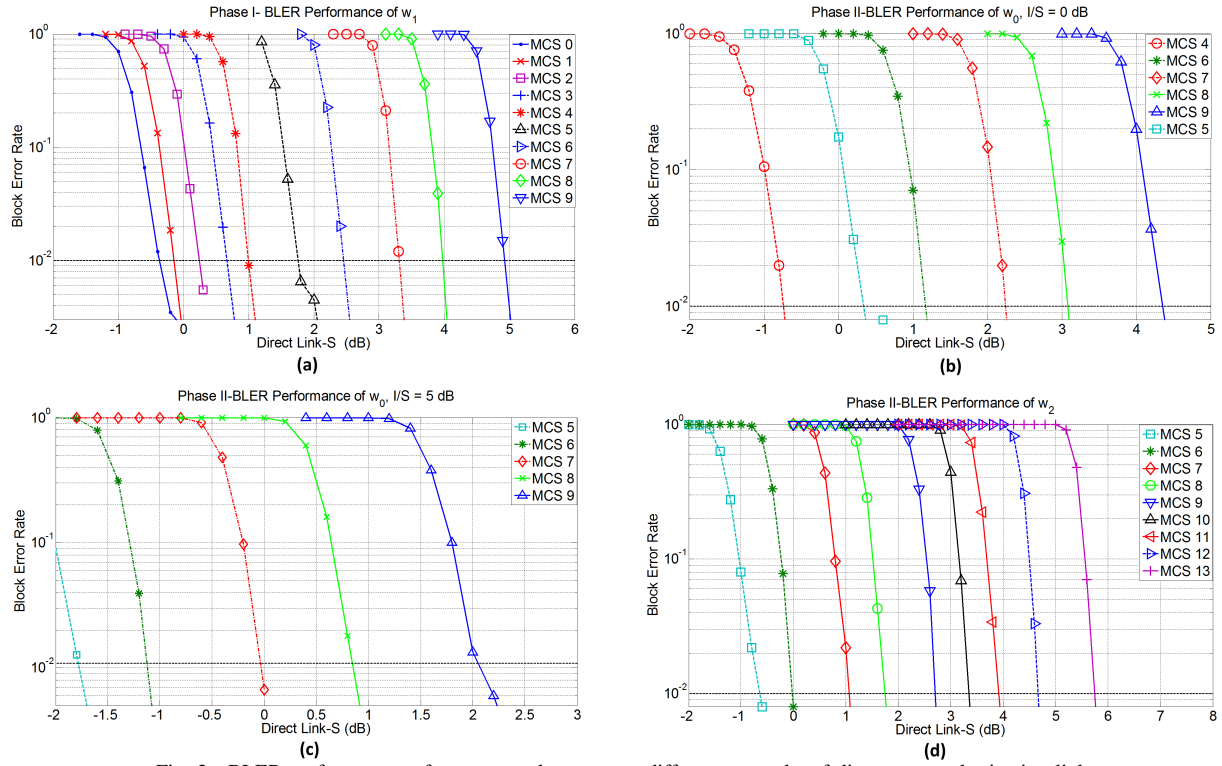 Phase I- BLER Performance of w1
Block Error Rate
10^0
10^-1
10^-2
-2 -1 0 1 2 3 4 5 6
Direct Link-S (dB)
MCS 0
MCS 1
MCS 2
MCS 3
MCS 4
MCS 5
MCS 6
MCS 7
MCS 8
MCS 9
(a)
Phase II-BLER Performance of w0, I/S = 0 dB
Block Error Rate
10^0
10^-1
10^-2
-2 -1 0 1 2 3 4 5
Direct Link-S (dB)
MCS 4
MCS 6
MCS 7
MCS 8
MCS 9
MCS 5
(b)
Phase II-BLER Performance of w0, I/S = 5 dB
Block Error Rate
10^0
10^-1
10^-2
-1.5 -1 -0.5 0 0.5 1 1.5 2 2.5 3
Direct Link-S (dB)
MCS 5
MCS 6
MCS 7
MCS 8
MCS 9
(c)
Phase II-BLER Performance of w2
Block Error Rate
10^0
10^-1
10^-2
-2 -1 0 1 2 3 4 5 6 7 8
Direct Link-S (dB)
MCS 5
MCS 6
MCS 7
MCS 8
MCS 9
MCS 10
MCS 11
MCS 12
MCS 13
(d)